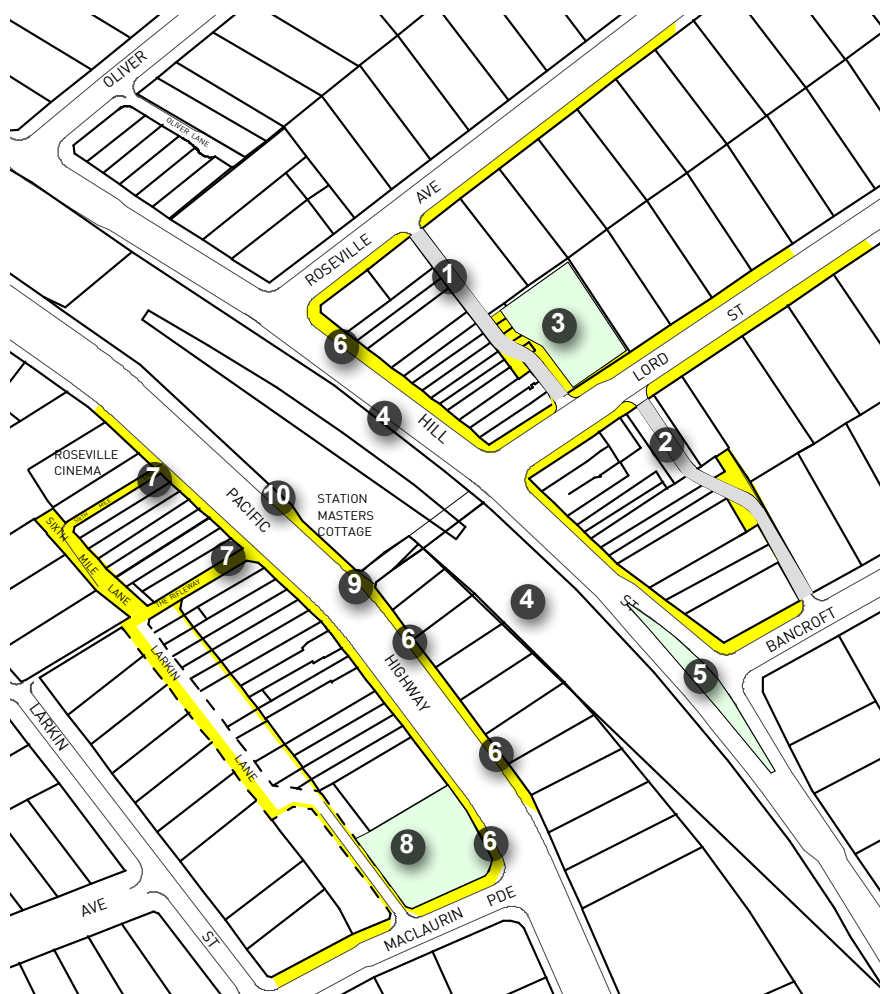 OLIVER
OLIVER LANE
AVE
ROSEVILLE
1
3
6
ST
LORD
4
HILL
2
ROSEVILLE
CINEMA
7
10
STATION
MASTERS
COTTAGE
PACIFIC
SIXTH MILE
SIXTH MILE LANE
7
THE RIFLEWAY
9
4
ST
BANCROFT
6
5
LARKIN
HIGHWAY
LARKIN
LANE
6
8
6
AVE
ST
MACLAURIN PDE